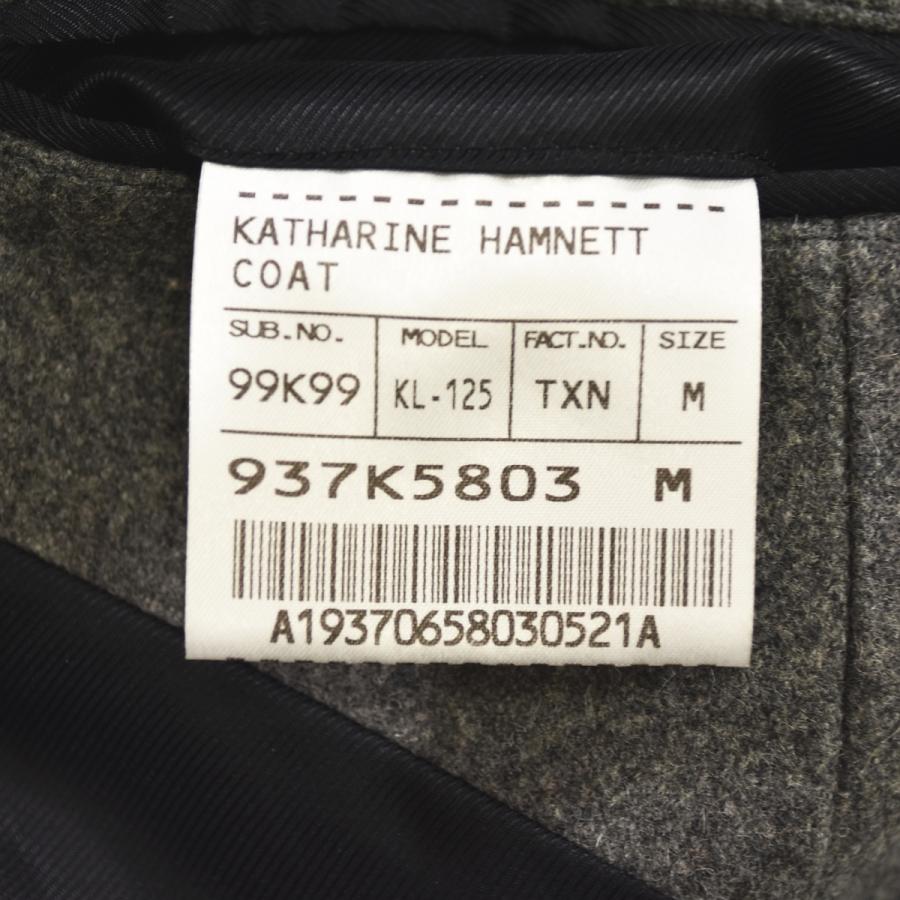 KATHARINE HAMNETT
COAT
SUB.NO. MODEL FACT.NO. SIZE
99K99 KL-125 TXN M
937K5803 M
A19370658030521A